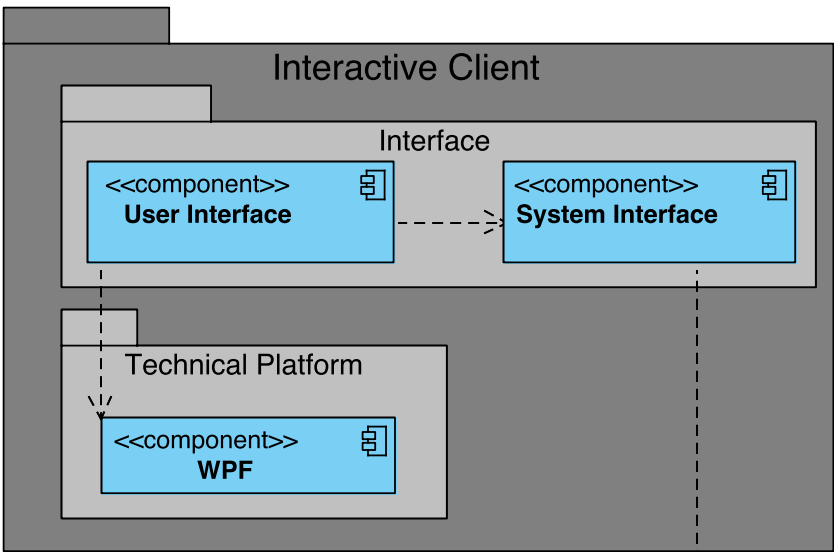 Interactive Client
Interface
<<component>>
User Interface
<<component>>
System Interface
Technical Platform
<<component>>
WPF